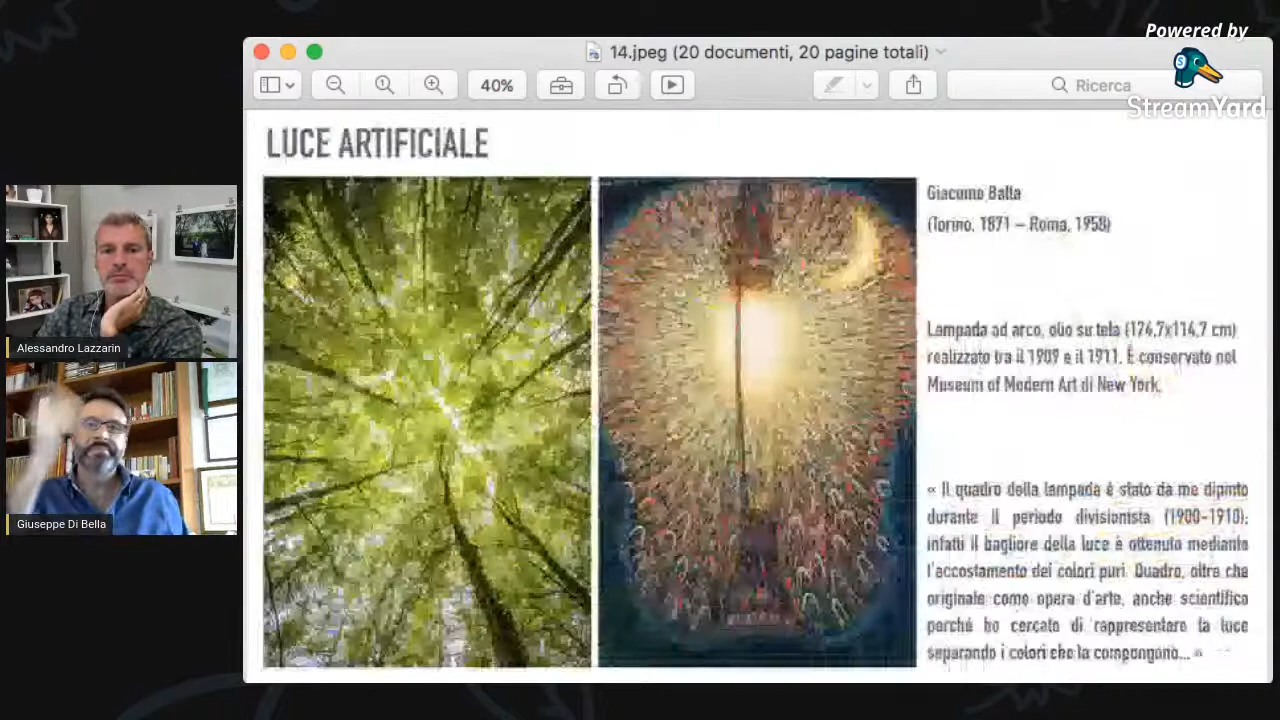 Powered by
StreamYard
14.jpeg (20 documenti, 20 pagine totali)
40%
Ricerca
LUCE ARTIFICIALE
Giacomo Balla
(Torino, 1871 – Roma, 1958)
Lampada ad arco, olio su tela (174,7x114,7 cm)
realizzato tra il 1909 e il 1911. È conservato nel
Museum of Modern Art di New York.
« Il quadro della lampada è stato da me dipinto
durante il periodo divisionista (1900-1910);
infatti il bagliore della luce è ottenuto mediante
l'accostamento dei colori puri. Quadro, oltre che
originale come opera d'arte, anche scientifico
perché ho cercato di rappresentare la luce
separando i colori che la compongono... »
Alessandro Lazzarin
Giuseppe Di Bella